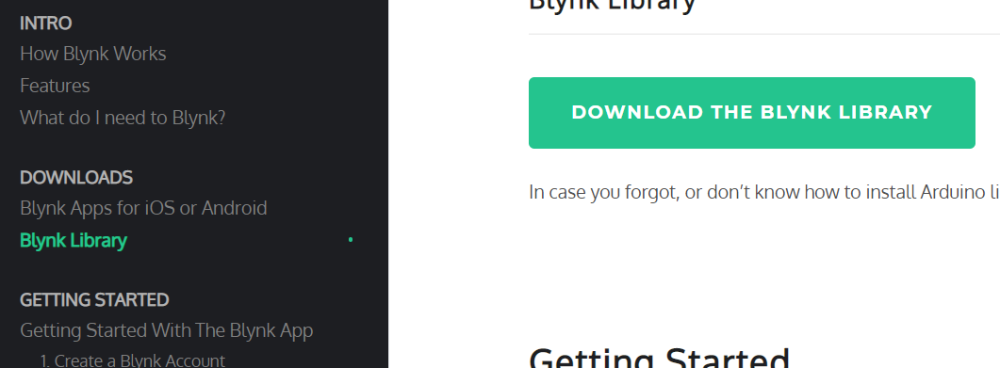 INTRO
How Blynk Works
Features
What do I need to Blynk?
DOWNLOADS
Blynk Apps for iOS or Android
Blynk Library
GETTING STARTED
Getting Started With The Blynk App
1. Create a Blynk Account
Blynk Library
DOWNLOAD THE BLYNK LIBRARY
In case you forgot, or don’t know how to install Arduino li
Getting Started